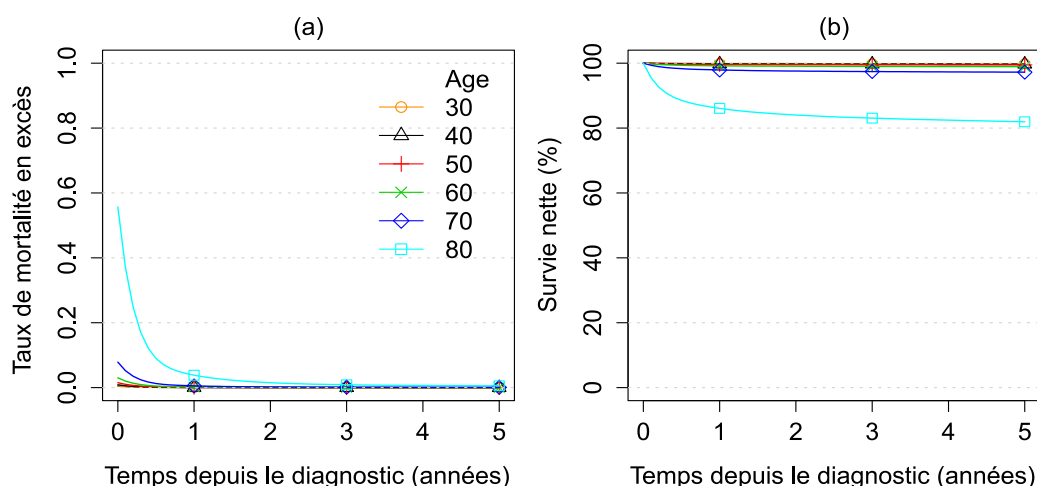 (a)
Taux de mortalité en excès
1.0
0.8
0.6
0.4
0.2
0.0
Age
30
40
50
60
70
80
0 1 2 3 4 5
Temps depuis le diagnostic (années)
(b)
Survie nette (%)
100
80
60
40
20
0
0 1 2 3 4 5
Temps depuis le diagnostic (années)